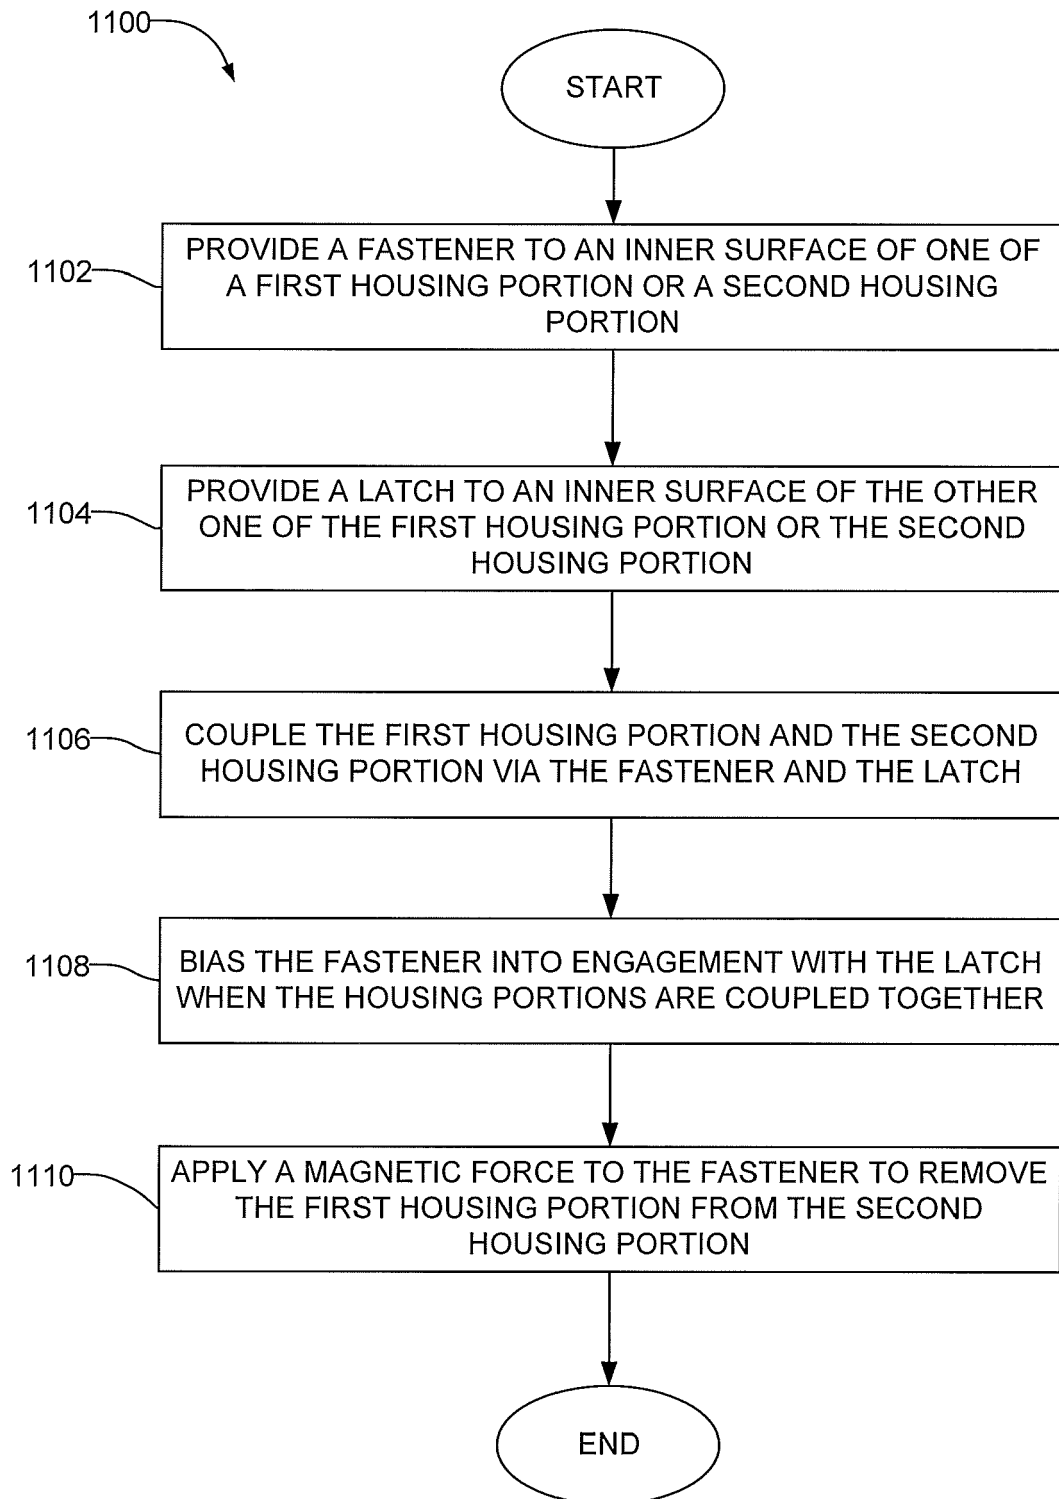 1100
START
1102
PROVIDE A FASTENER TO AN INNER SURFACE OF ONE OF
A FIRST HOUSING PORTION OR A SECOND HOUSING
PORTION
1104
PROVIDE A LATCH TO AN INNER SURFACE OF THE OTHER
ONE OF THE FIRST HOUSING PORTION OR THE SECOND
HOUSING PORTION
1106
COUPLE THE FIRST HOUSING PORTION AND THE SECOND
HOUSING PORTION VIA THE FASTENER AND THE LATCH
1108
BIAS THE FASTENER INTO ENGAGEMENT WITH THE LATCH
WHEN THE HOUSING PORTIONS ARE COUPLED TOGETHER
1110
APPLY A MAGNETIC FORCE TO THE FASTENER TO REMOVE
THE FIRST HOUSING PORTION FROM THE SECOND
HOUSING PORTION
END